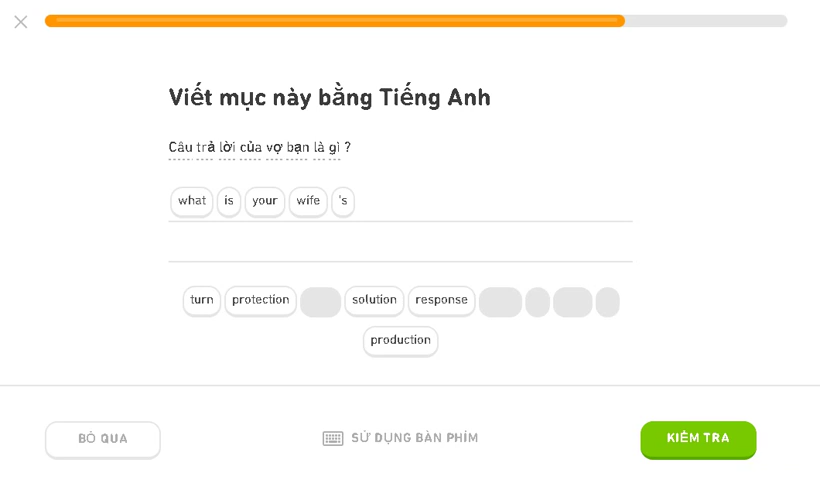 Viết mục này bằng Tiếng Anh
Câu trả lời của vợ bạn là gì ?
what is your wife 's
turn protection solution response
production
BỎ QUA SỬ DỤNG BÀN PHÍM KIỂM TRA